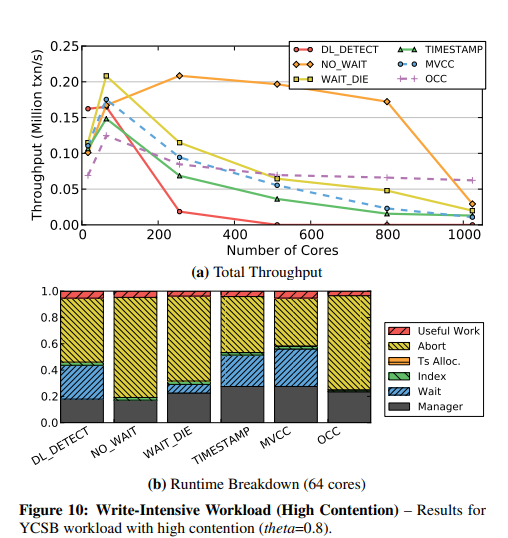 0.25
0.20
0.15
0.10
0.05
0.00
Throughput (Million txn/s)
DL_DETECT
NO_WAIT
WAIT_DIE
TIMESTAMP
MVCC
OCC
0 200 400 600 800 1000
Number of Cores
(a) Total Throughput
1.0
0.8
0.6
0.4
0.2
0.0
Useful Work
Abort
Ts Alloc.
Index
Wait
Manager
DL_DETECT
NO_WAIT
WAIT_DIE
TIMESTAMP
MVCC
OCC
(b) Runtime Breakdown (64 cores)
Figure 10: Write-Intensive Workload (High Contention) – Results for
YCSB workload with high contention (theta=0.8).